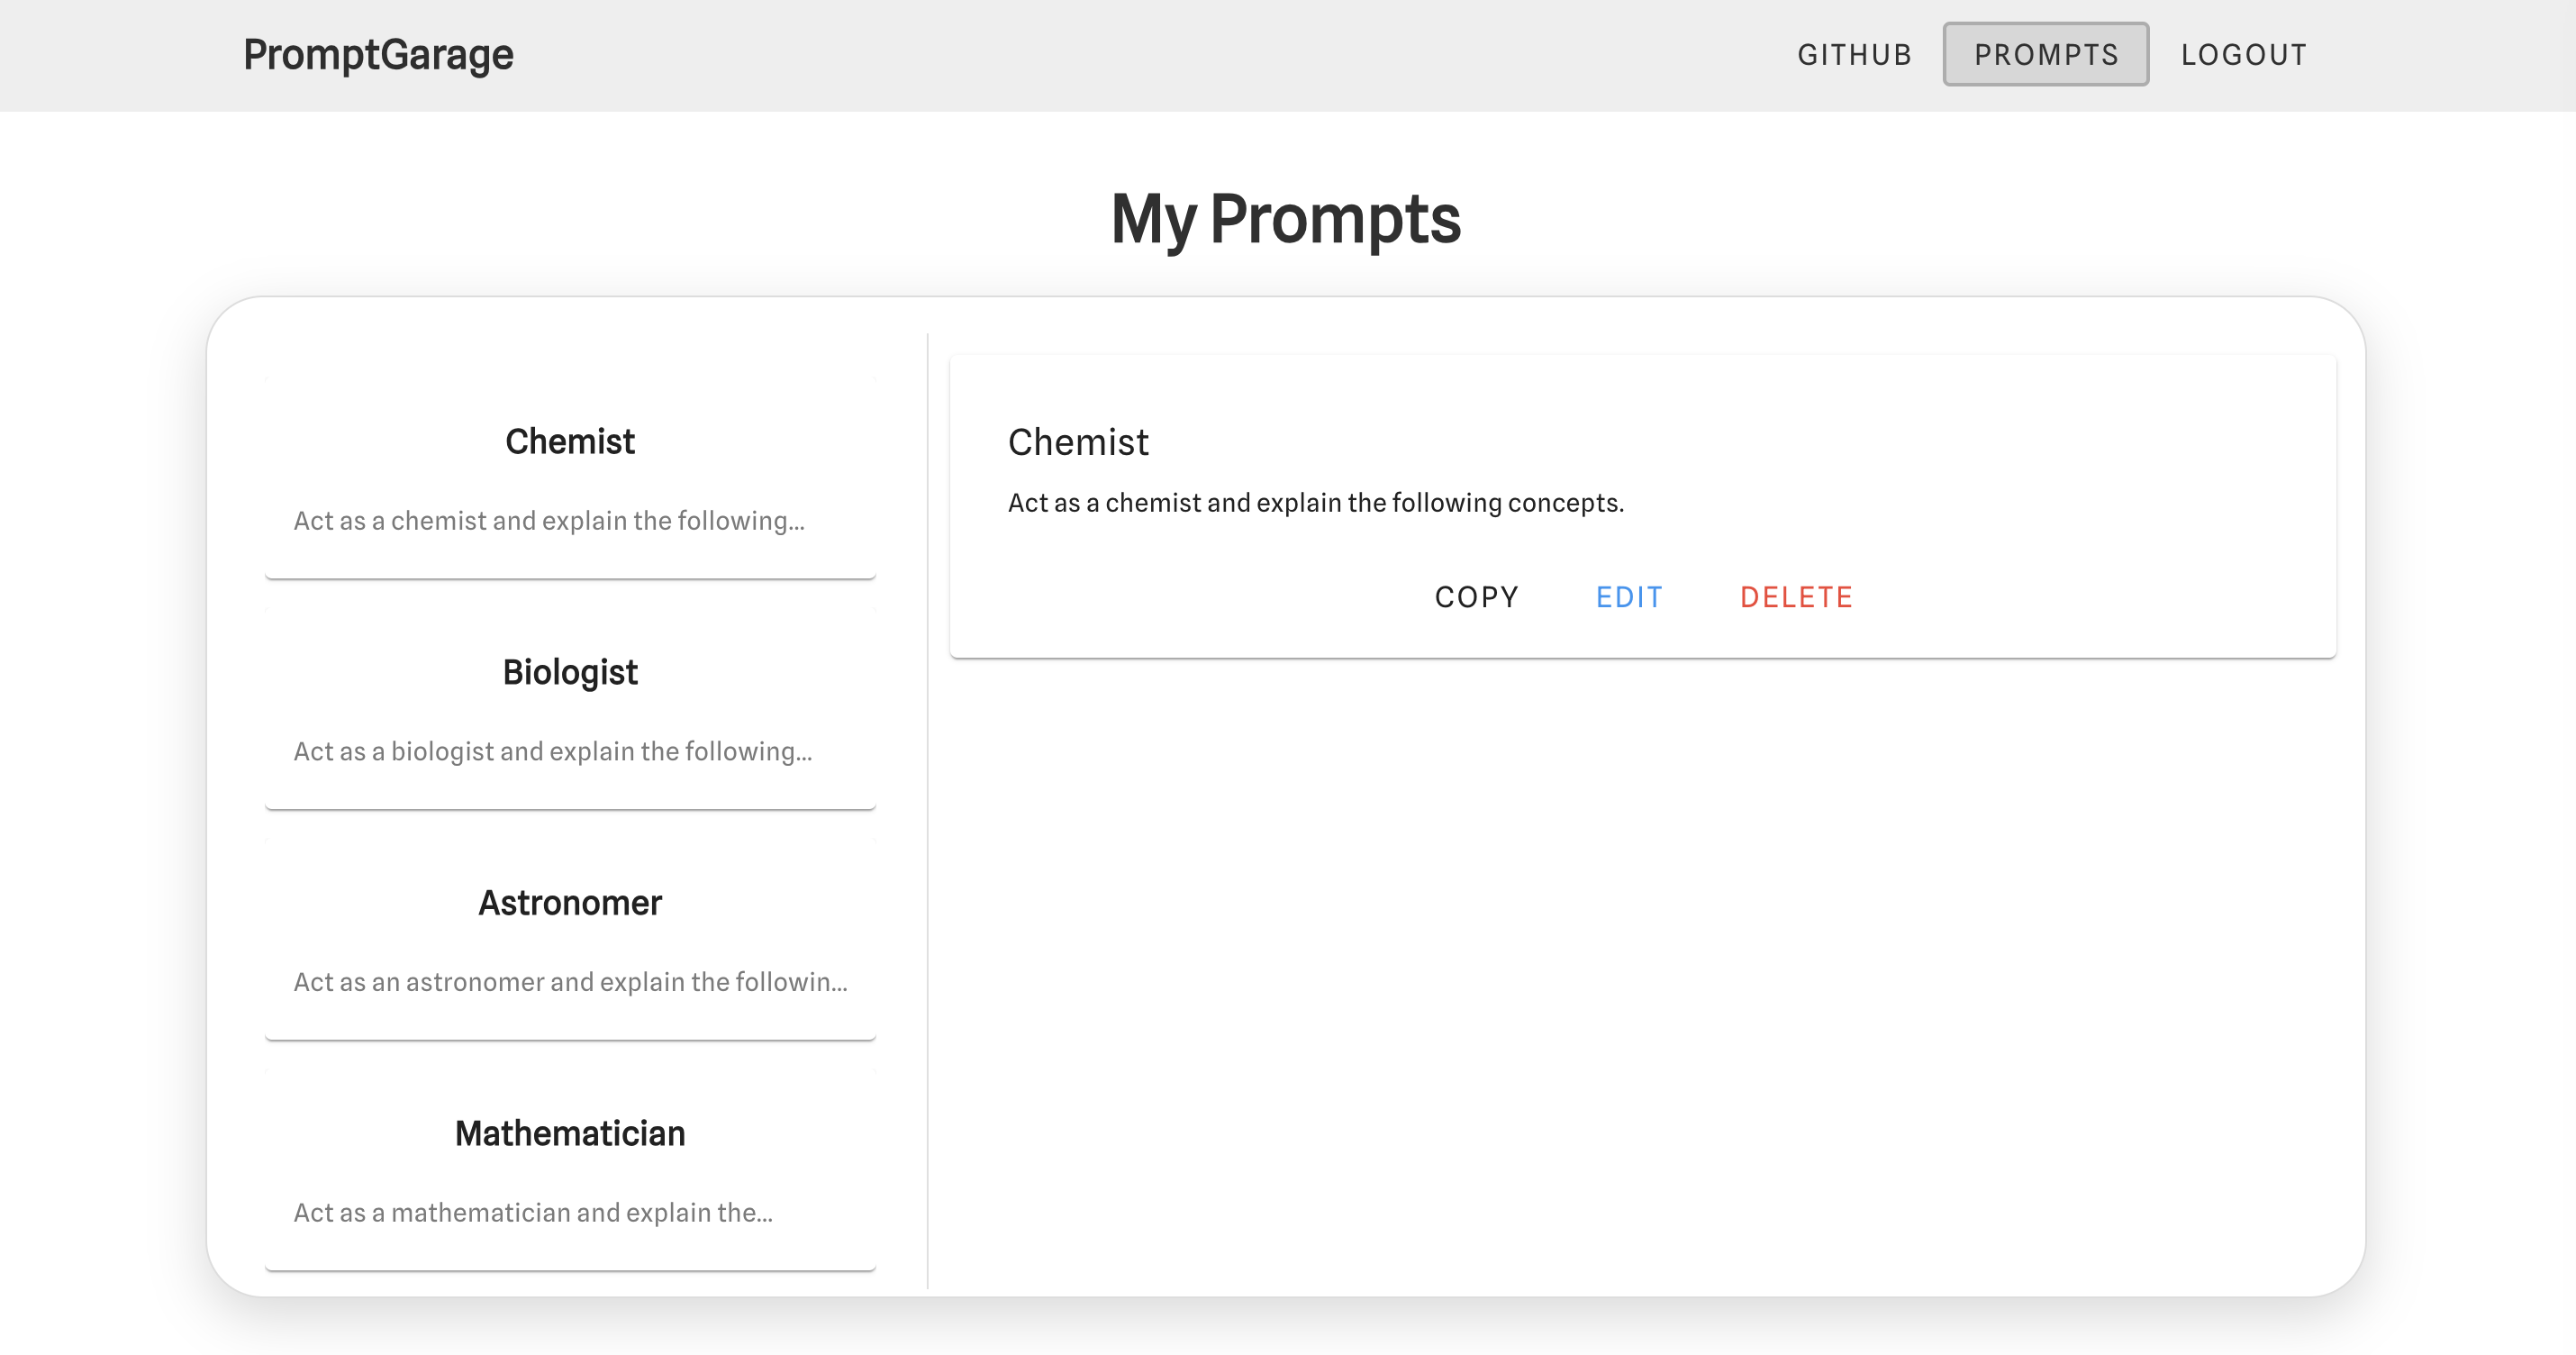 PromptGarage
GITHUB
PROMPTS
LOGOUT
My Prompts
Chemist
Act as a chemist and explain the following...
Biologist
Act as a biologist and explain the following...
Astronomer
Act as an astronomer and explain the followin...
Mathematician
Act as a mathematician and explain the...
Chemist
Act as a chemist and explain the following concepts.
COPY
EDIT
DELETE